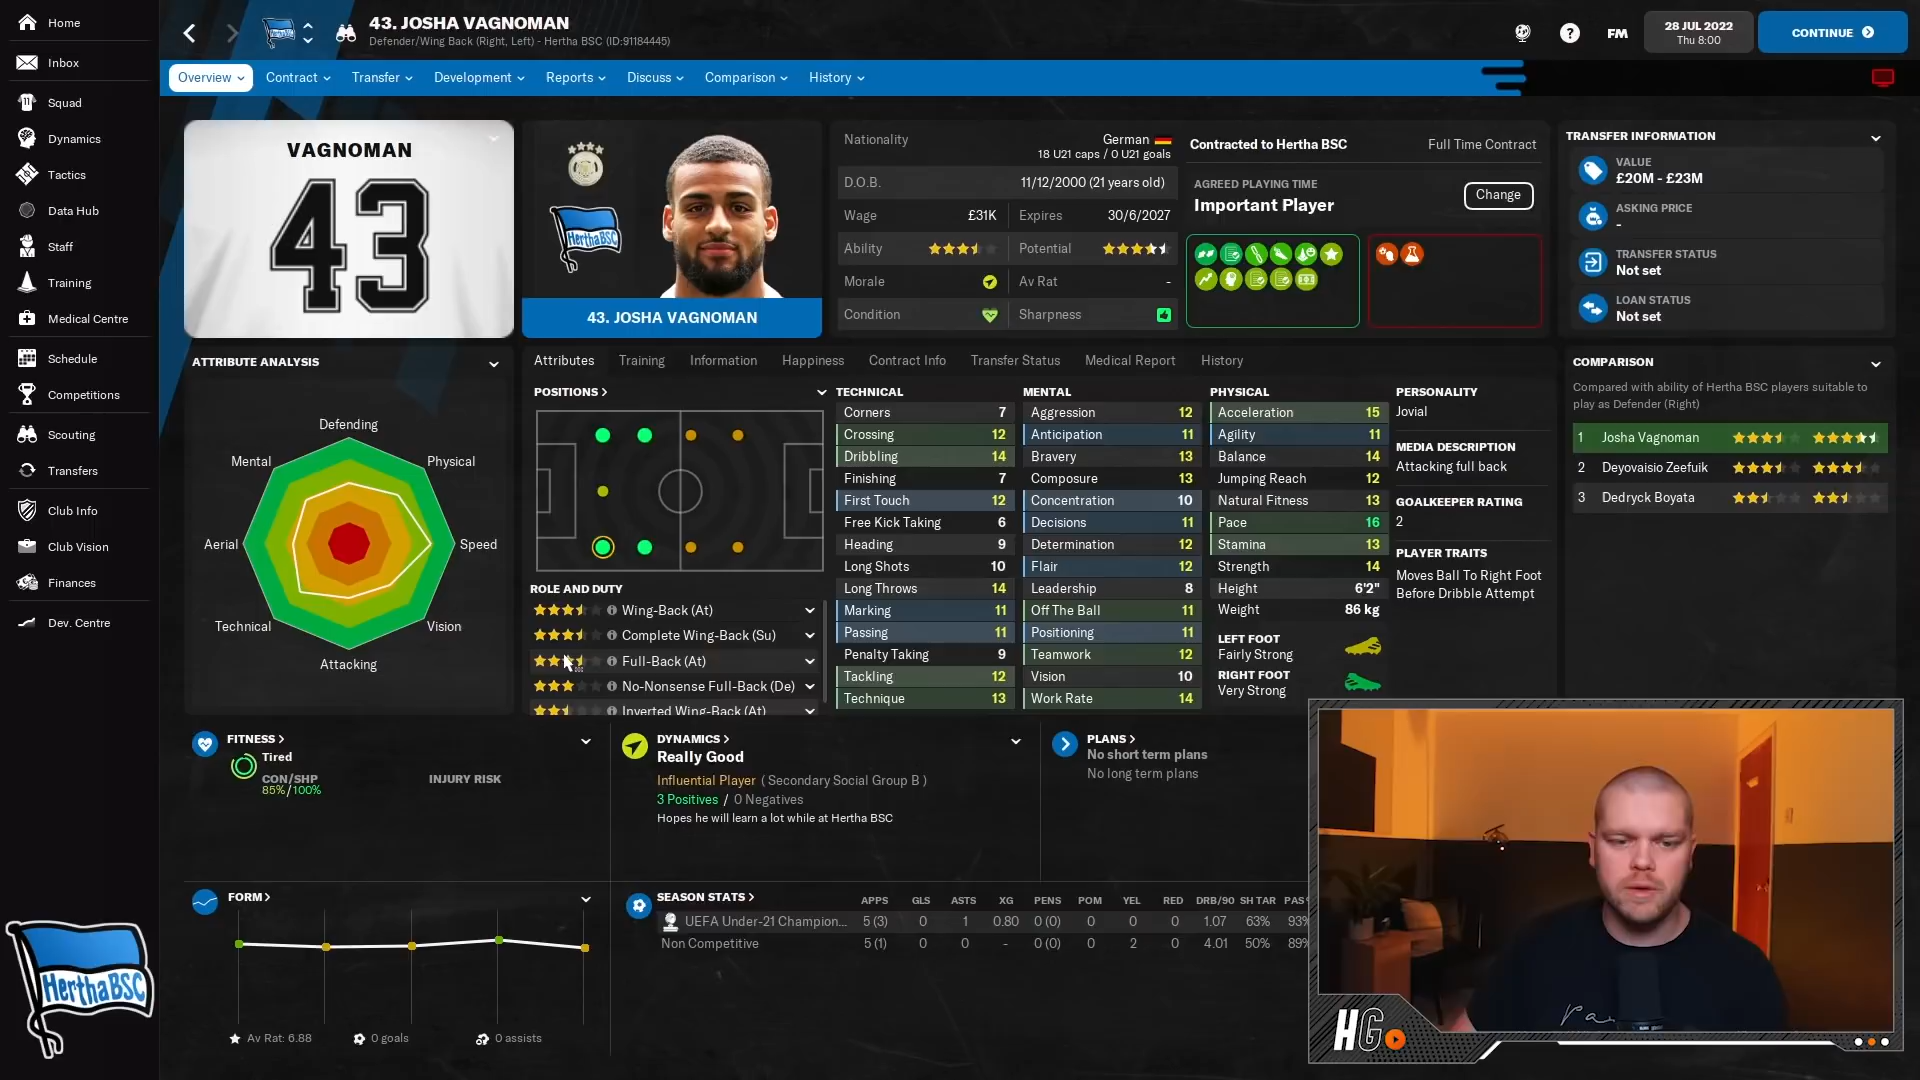 Home
Inbox
Squad
Dynamics
Tactics
Data Hub
Staff
Training
Medical Centre
Schedule
Competitions
Scouting
Transfers
Club Info
Club Vision
Finances
Dev. Centre
HerthaBSC
43. JOSHA VAGNOMAN
Defender/Wing Back (Right, Left) - Hertha BSC (ID:91184445)
?
FM
28 JUL 2022
Thu 8:00
CONTINUE
Overview
Contract
Transfer
Development
Reports
Discuss
Comparison
History
VAGNOMAN
43
HerthaBSC
43. JOSHA VAGNOMAN
Nationality German
18 U21 caps / 0 U21 goals
D.O.B. 11/12/2000 (21 years old)
Wage £31K Expires 30/6/2027
Ability Potential
Morale Av Rat -
Condition Sharpness
Contracted to Hertha BSC Full Time Contract
AGREED PLAYING TIME
Important Player
Change
TRANSFER INFORMATION
VALUE
£20M - £23M
ASKING PRICE
-
TRANSFER STATUS
Not set
LOAN STATUS
Not set
ATTRIBUTE ANALYSIS
Defending
Mental Physical
Aerial Speed
Technical Vision
Attacking
Attributes Training Information Happiness Contract Info Transfer Status Medical Report History
POSITIONS >
ROLE AND DUTY
Wing-Back (At)
Complete Wing-Back (Su)
Full-Back (At)
No-Nonsense Full-Back (De)
Inverted Wing-Back (At)
TECHNICAL
Corners 7
Crossing 12
Dribbling 14
Finishing 7
First Touch 12
Free Kick Taking 6
Heading 9
Long Shots 10
Long Throws 14
Marking 11
Passing 11
Penalty Taking 9
Tackling 12
Technique 13
MENTAL
Aggression 12
Anticipation 11
Bravery 13
Composure 13
Concentration 10
Decisions 11
Determination 12
Flair 12
Leadership 8
Off The Ball 11
Positioning 11
Teamwork 12
Vision 10
Work Rate 14
PHYSICAL
Acceleration 15
Agility 11
Balance 14
Jumping Reach 12
Natural Fitness 13
Pace 16
Stamina 13
Strength 14
Height 6'2"
Weight 86 kg
LEFT FOOT
Fairly Strong
RIGHT FOOT
Very Strong
PERSONALITY
Jovial
MEDIA DESCRIPTION
Attacking full back
GOALKEEPER RATING
2
PLAYER TRAITS
Moves Ball To Right Foot
Before Dribble Attempt
COMPARISON
Compared with ability of Hertha BSC players suitable to
play as Defender (Right)
1 Josha Vagnoman
2 Deyovaisio Zeefuik
3 Dedryck Boyata
FITNESS >
Tired
CON/SHP
85%/100%
INJURY RISK
DYNAMICS >
Really Good
Influential Player ( Secondary Social Group B )
3 Positives / 0 Negatives
Hopes he will learn a lot while at Hertha BSC
PLANS >
No short term plans
No long term plans
FORM >
Av Rat: 6.88 0 goals 0 assists
SEASON STATS > APPS GLS ASTS XG PENS POM YEL RED DRB/90 SH TAR PAS
UEFA Under-21 Champion... 5 (3) 0 1 0.80 0 (0) 0 0 0 1.07 63% 93%
Non Competitive 5 (1) 0 0 - 0 (0) 0 2 0 4.01 50% 89%
HG